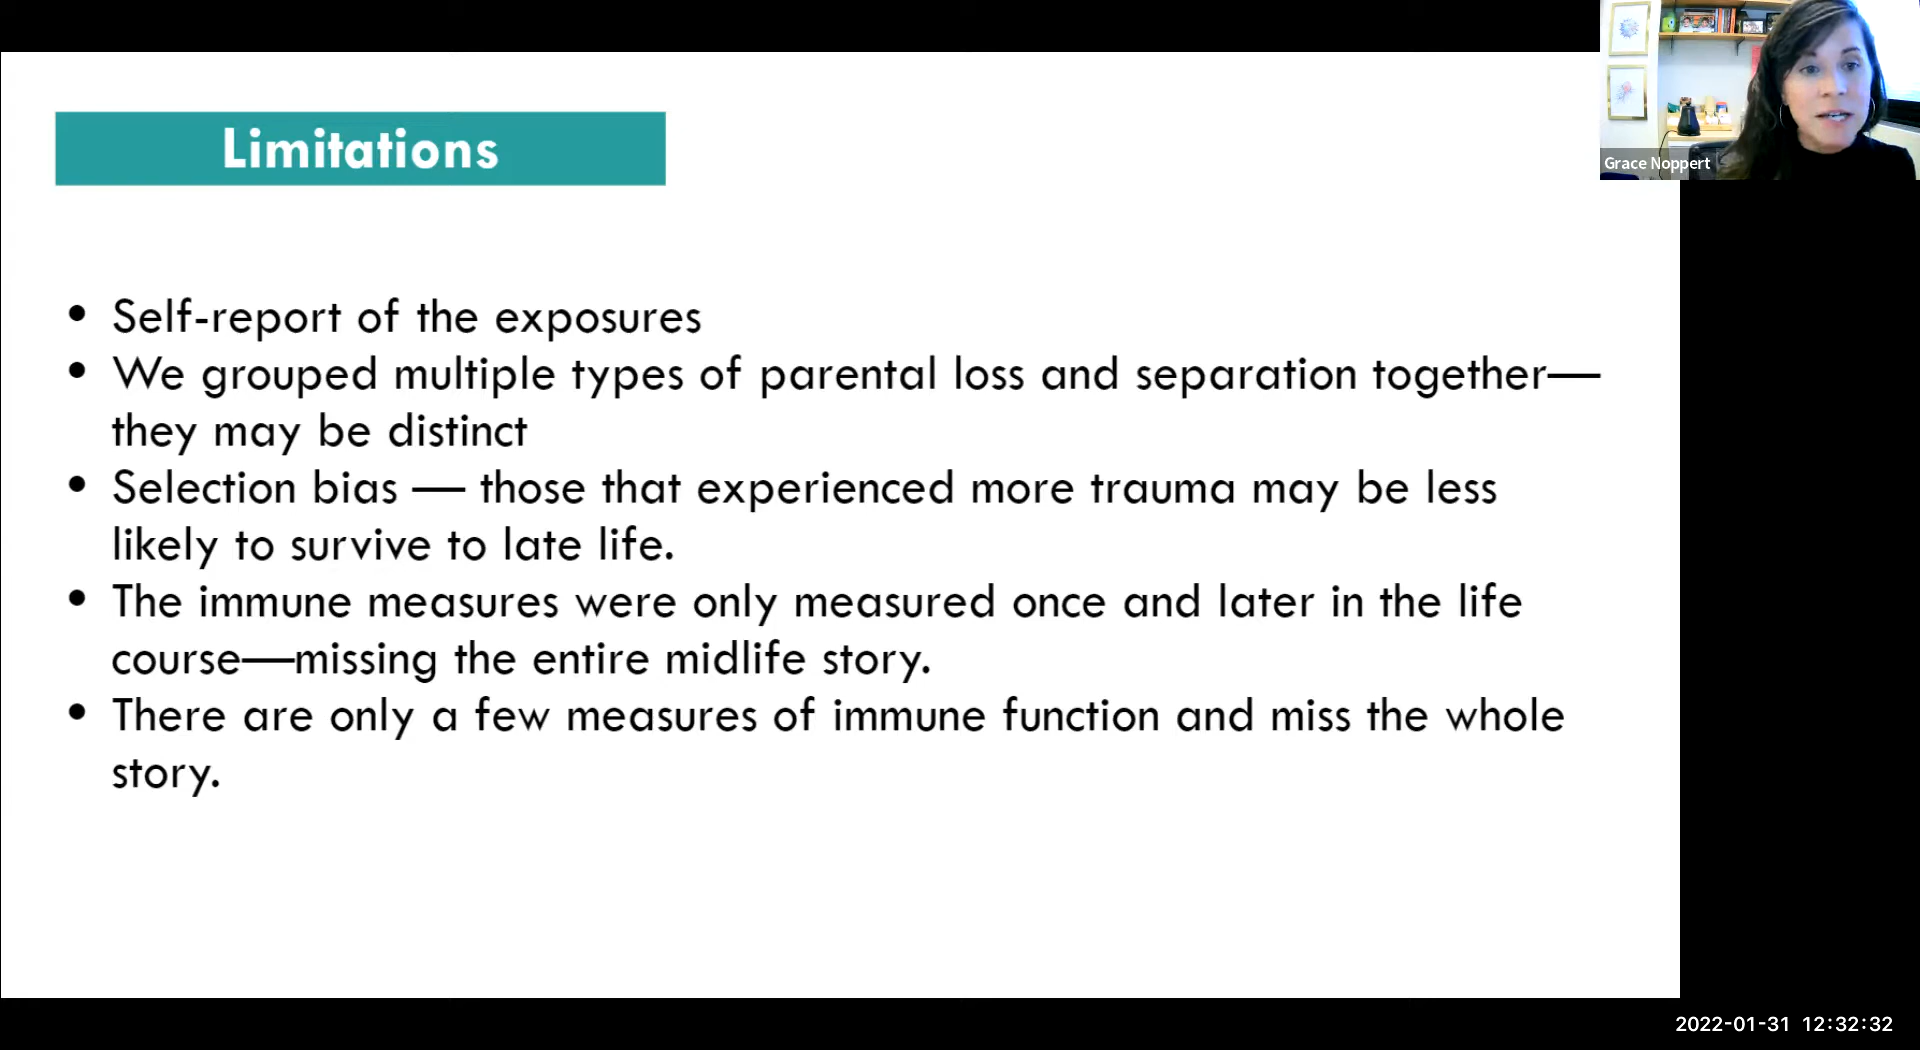 Limitations
Grace Noppert
• Self-report of the exposures
• We grouped multiple types of parental loss and separation together—
they may be distinct
• Selection bias — those that experienced more trauma may be less
likely to survive to late life.
• The immune measures were only measured once and later in the life
course—missing the entire midlife story.
• There are only a few measures of immune function and miss the whole
story.
2022-01-31 12:32:32